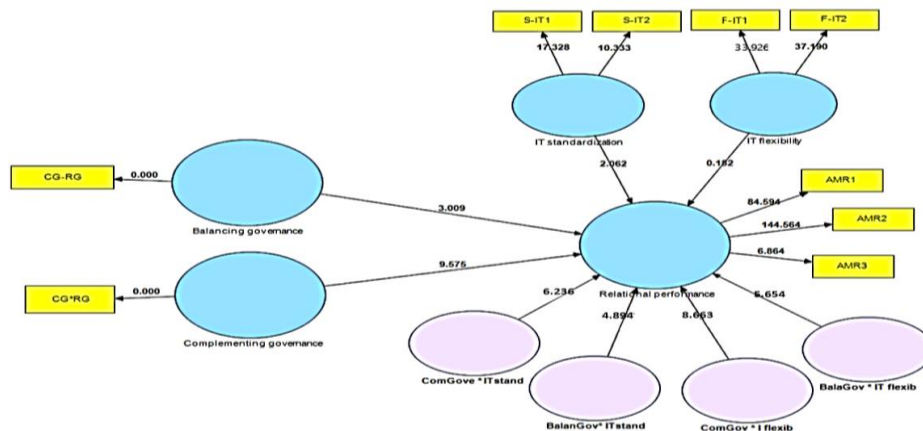 S-IT1
S-IT2
F-IT1
F-IT2
17.328
10.333
33.926
37.190
IT standardization
IT flexibility
2.062
0.182
CG-RG
0.000
Balancing governance
3.009
AMR1
84.594
AMR2
144.564
AMR3
6.864
CG*RG
0.000
Complementing governance
9.575
Relational performance
6.236
4.894
8.663
5.654
ComGove * ITstand
BalanGov* ITstand
ComGov * I flexib
BalaGov * IT flexib